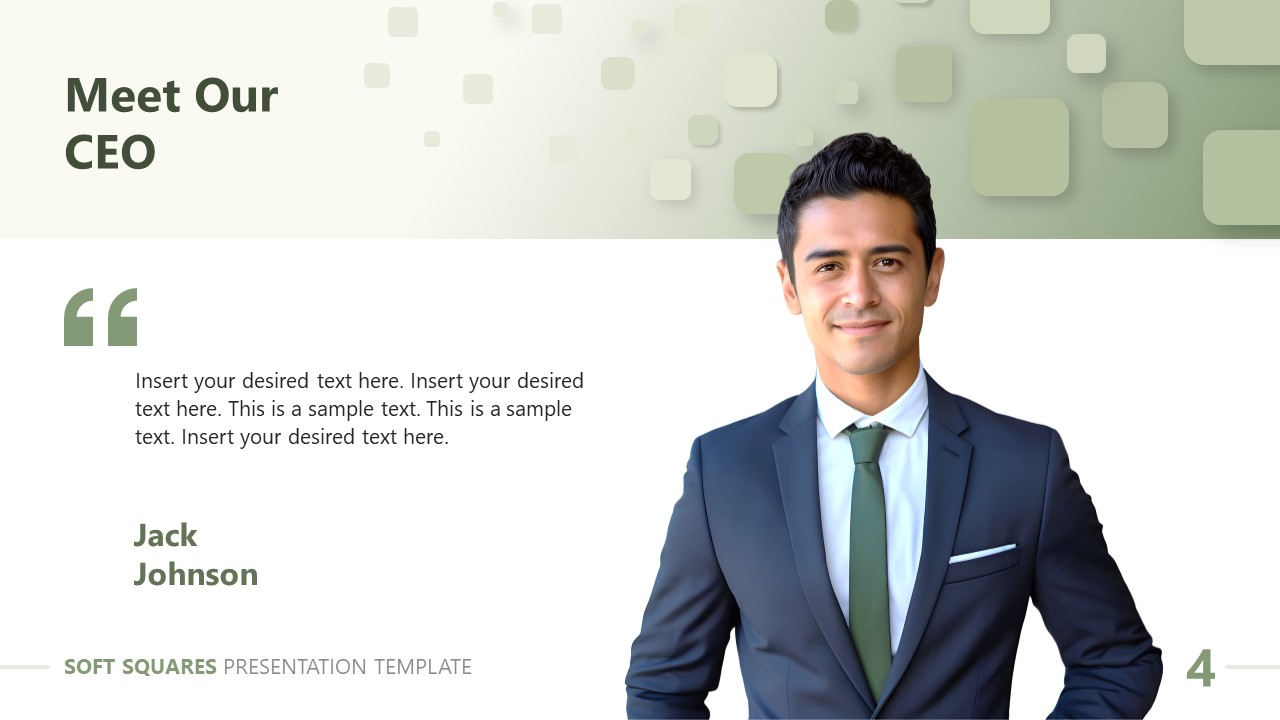 Meet Our
CEO
Insert your desired text here. Insert your desired
text here. This is a sample text. This is a sample
text. Insert your desired text here.
Jack
Johnson
SOFT SQUARES PRESENTATION TEMPLATE
4